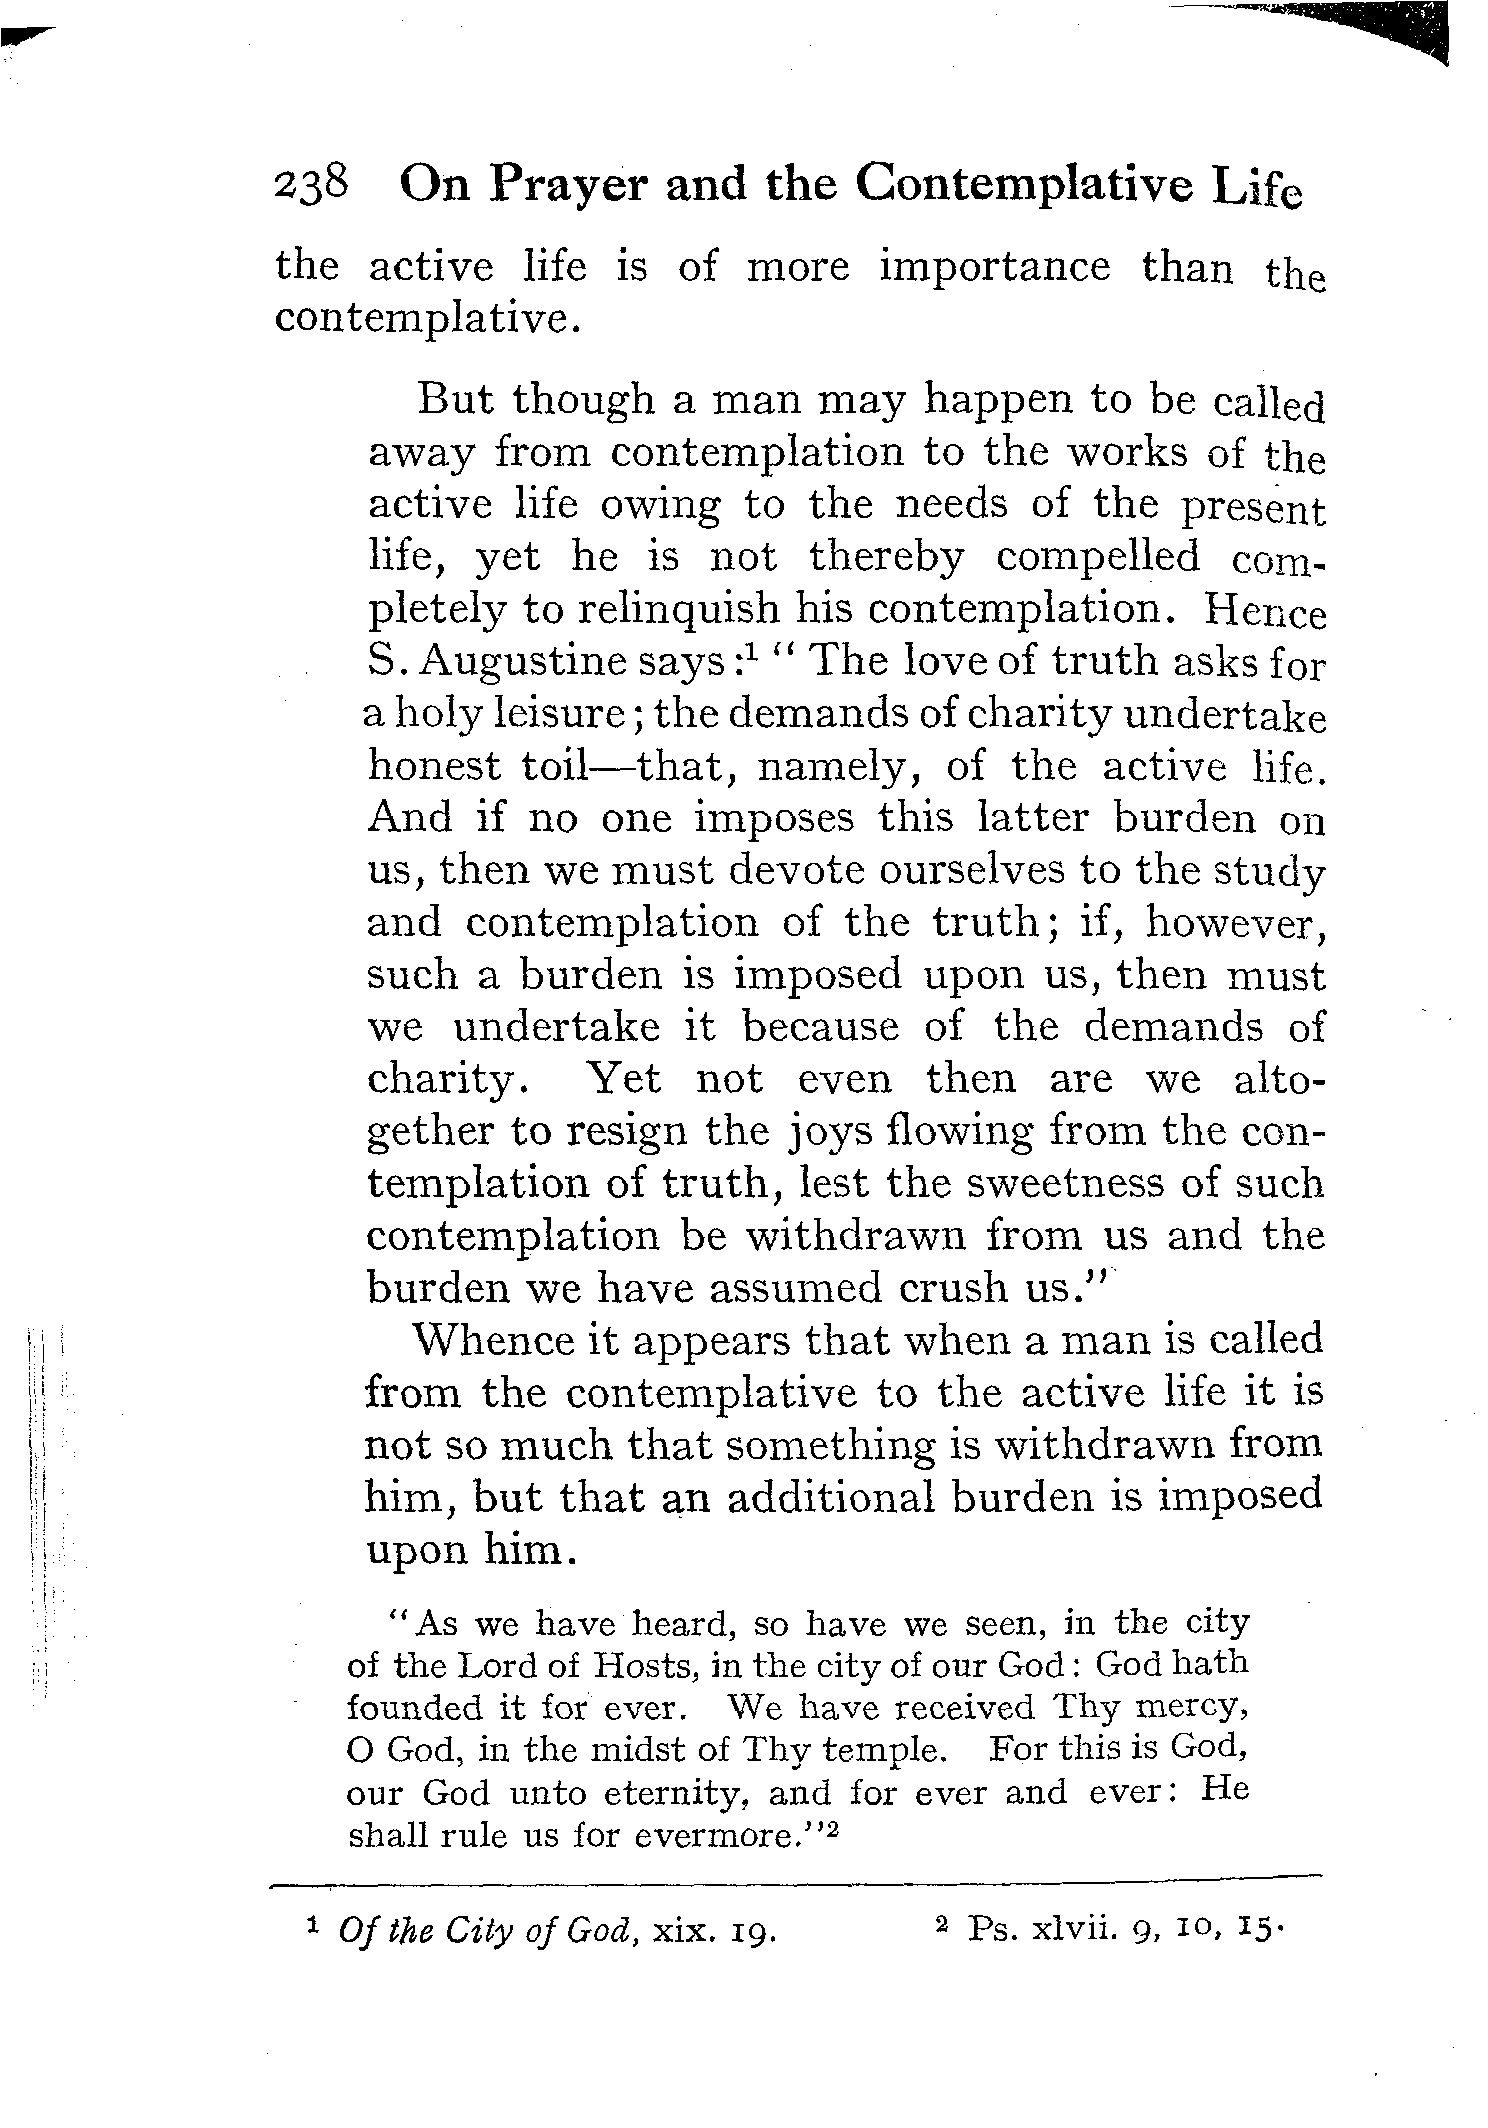 238 On Prayer and the Contemplative Life
the active life is of more importance than the
contemplative.
But though a man may happen to be called
away from contemplation to the works of the
active life owing to the needs of the present
life, yet he is not thereby compelled com-
pletely to relinquish his contemplation. Hence
S. Augustine says:¹ “The love of truth asks for
a holy leisure; the demands of charity undertake
honest toil—that, namely, of the active life.
And if no one imposes this latter burden on
us, then we must devote ourselves to the study
and contemplation of the truth; if, however,
such a burden is imposed upon us, then must
we undertake it because of the demands of
charity. Yet not even then are we alto-
gether to resign the joys flowing from the con-
templation of truth, lest the sweetness of such
contemplation be withdrawn from us and the
burden we have assumed crush us.”
Whence it appears that when a man is called
from the contemplative to the active life it is
not so much that something is withdrawn from
him, but that an additional burden is imposed
upon him.
“As we have heard, so have we seen, in the city
of the Lord of Hosts, in the city of our God: God hath
founded it for ever. We have received Thy mercy,
O God, in the midst of Thy temple. For this is God,
our God unto eternity, and for ever and ever: He
shall rule us for evermore.”²
¹ Of the City of God, xix. 19. ² Ps. xlvii. 9, 10, 15.